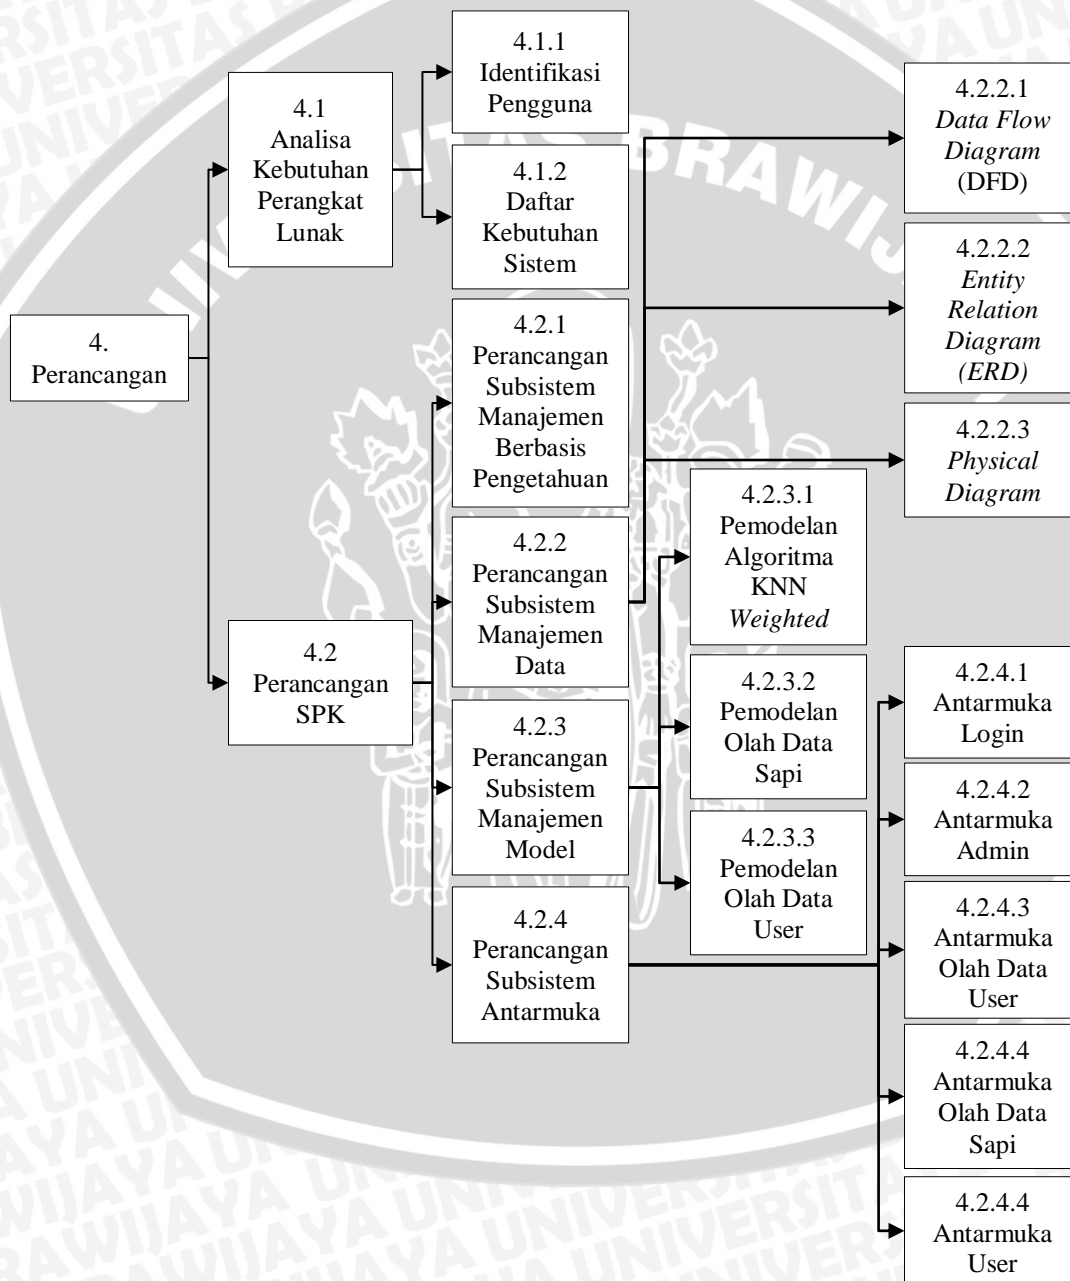 4.
Perancangan
4.1
Analisa
Kebutuhan
Perangkat
Lunak
4.1.1
Identifikasi
Pengguna
4.1.2
Daftar
Kebutuhan
Sistem
4.2
Perancangan
SPK
4.2.1
Perancangan
Subsistem
Manajemen
Berbasis
Pengetahuan
4.2.2
Perancangan
Subsistem
Manajemen
Data
4.2.2.1
Data Flow
Diagram
(DFD)
4.2.2.2
Entity
Relation
Diagram
(ERD)
4.2.2.3
Physical
Diagram
4.2.3
Perancangan
Subsistem
Manajemen
Model
4.2.3.1
Pemodelan
Algoritma
KNN
Weighted
4.2.3.2
Pemodelan
Olah Data
Sapi
4.2.3.3
Pemodelan
Olah Data
User
4.2.4
Perancangan
Subsistem
Antarmuka
4.2.4.1
Antarmuka
Login
4.2.4.2
Antarmuka
Admin
4.2.4.3
Antarmuka
Olah Data
User
4.2.4.4
Antarmuka
Olah Data
Sapi
4.2.4.4
Antarmuka
User